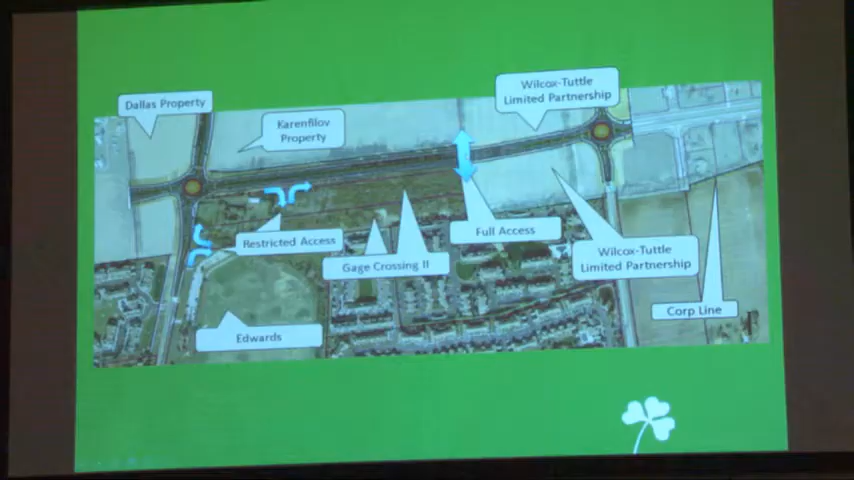 Dallas Property
Karenfilov
Property
Wilcox-Tuttle
Limited Partnership
Restricted Access
Full Access
Gage Crossing II
Wilcox-Tuttle
Limited Partnership
Edwards
Corp Line